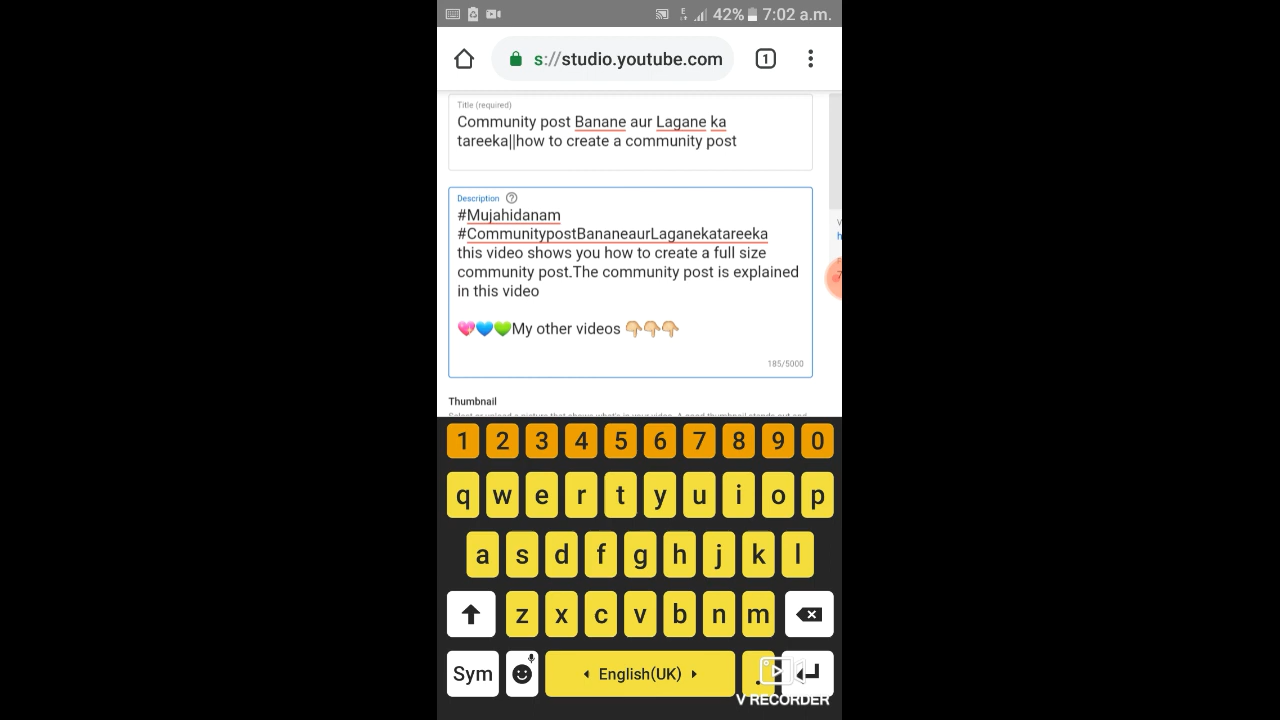 42% 7:02 a.m.
s://studio.youtube.com 1
Title (required)
Community post Banane aur Lagane ka
tareeka||how to create a community post
Description ?
#Mujahidanam
#CommunitypostBananeaurLaganekatareeka
this video shows you how to create a full size
community post.The community post is explained
in this video
💖💙💚My other videos 👇🏼👇🏼👇🏼
185/5000
Thumbnail
1 2 3 4 5 6 7 8 9 0
q w e r t y u i o p
a s d f g h j k l
z x c v b n m
Sym English(UK) .
V RECORDER